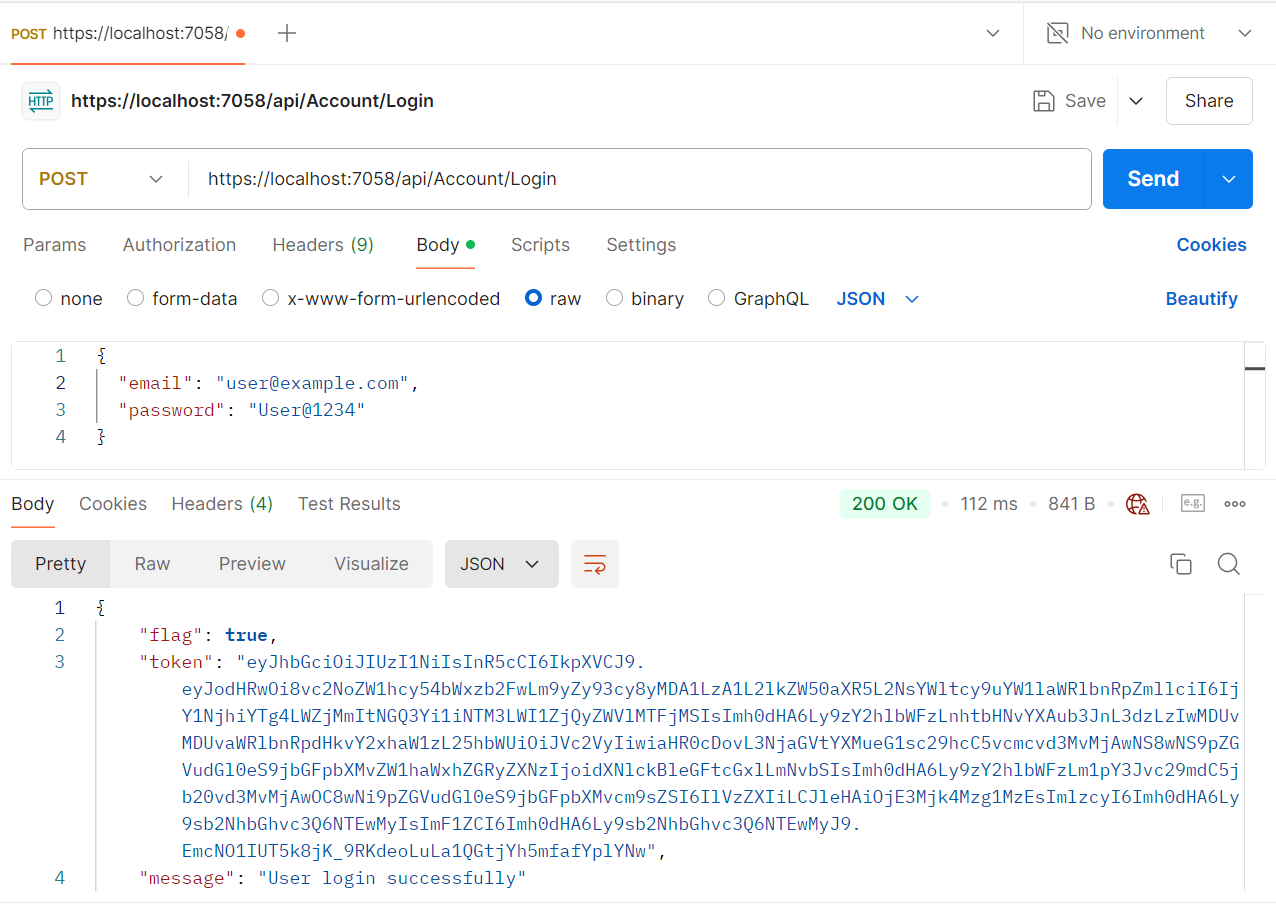 POST https://localhost:7058/
No environment
HTTP https://localhost:7058/api/Account/Login
Save
Share
POST https://localhost:7058/api/Account/Login
Send
Params Authorization Headers (9) Body Scripts Settings Cookies
none form-data x-www-form-urlencoded raw binary GraphQL JSON Beautify
1 {
2 "email": "user@example.com",
3 "password": "User@1234"
4 }
Body Cookies Headers (4) Test Results 200 OK 112 ms 841 B e.g.
Pretty Raw Preview Visualize JSON
1 {
2 "flag": true,
3 "token": "eyJhbGciOiJIUzI1NiIsInR5cCI6IkpXVCJ9.
eyJodHRwOi8vc2NoZW1hcy54bWxzb2FwLm9yZy93cy8yMDA1LzA1L2lkZW50aXR5L2NsYWltcy9uYW1laWRlbnRpZmllciI6Ij
Y1NjhiYTg4LWZjMmItNGQ3Yi1iNTM3LWI1ZjQyZWVlMTFjMSIsImh0dHA6Ly9zY2hlbWFzLnhtbHNvYXAub3JnL3dzLzIwMDUv
MDUvaWRlbnRpdHkvY2xhaW1zL25hbWUiOiJVc2VyIiwiaHR0cDovL3NjaGVtYXMueG1sc29hcC5vcmcvd3MvMjAwNS8wNS9pZG
VudGl0eS9jbGFpbXMvZW1haWxhZGRyZXNzIjoidXNlckBleGFtcGxlLmNvbSIsImh0dHA6Ly9zY2hlbWFzLm1pY3Jvc29mdC5j
b20vd3MvMjAwOC8wNi9pZGVudGl0eS9jbGFpbXMvcm9sZSI6IlVzZXIiLCJleHAiOjE3Mjk4Mzg1MzEsImlzcyI6Imh0dHA6Ly
9sb2NhbGhvc3Q6NTEwMyIsImF1ZCI6Imh0dHA6Ly9sb2NhbGhvc3Q6NTEwMyJ9.
EmcNO1IUT5k8jK_9RKdeoLuLa1QGtjYh5mfafYplYNw",
4 "message": "User login successfully"